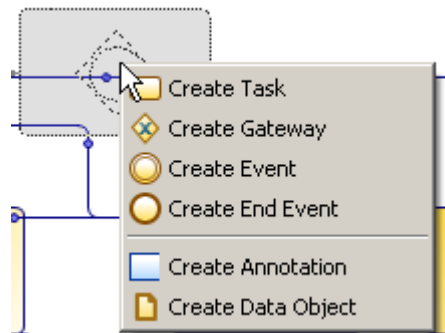 Create Task
Create Gateway
Create Event
Create End Event
Create Annotation
Create Data Object